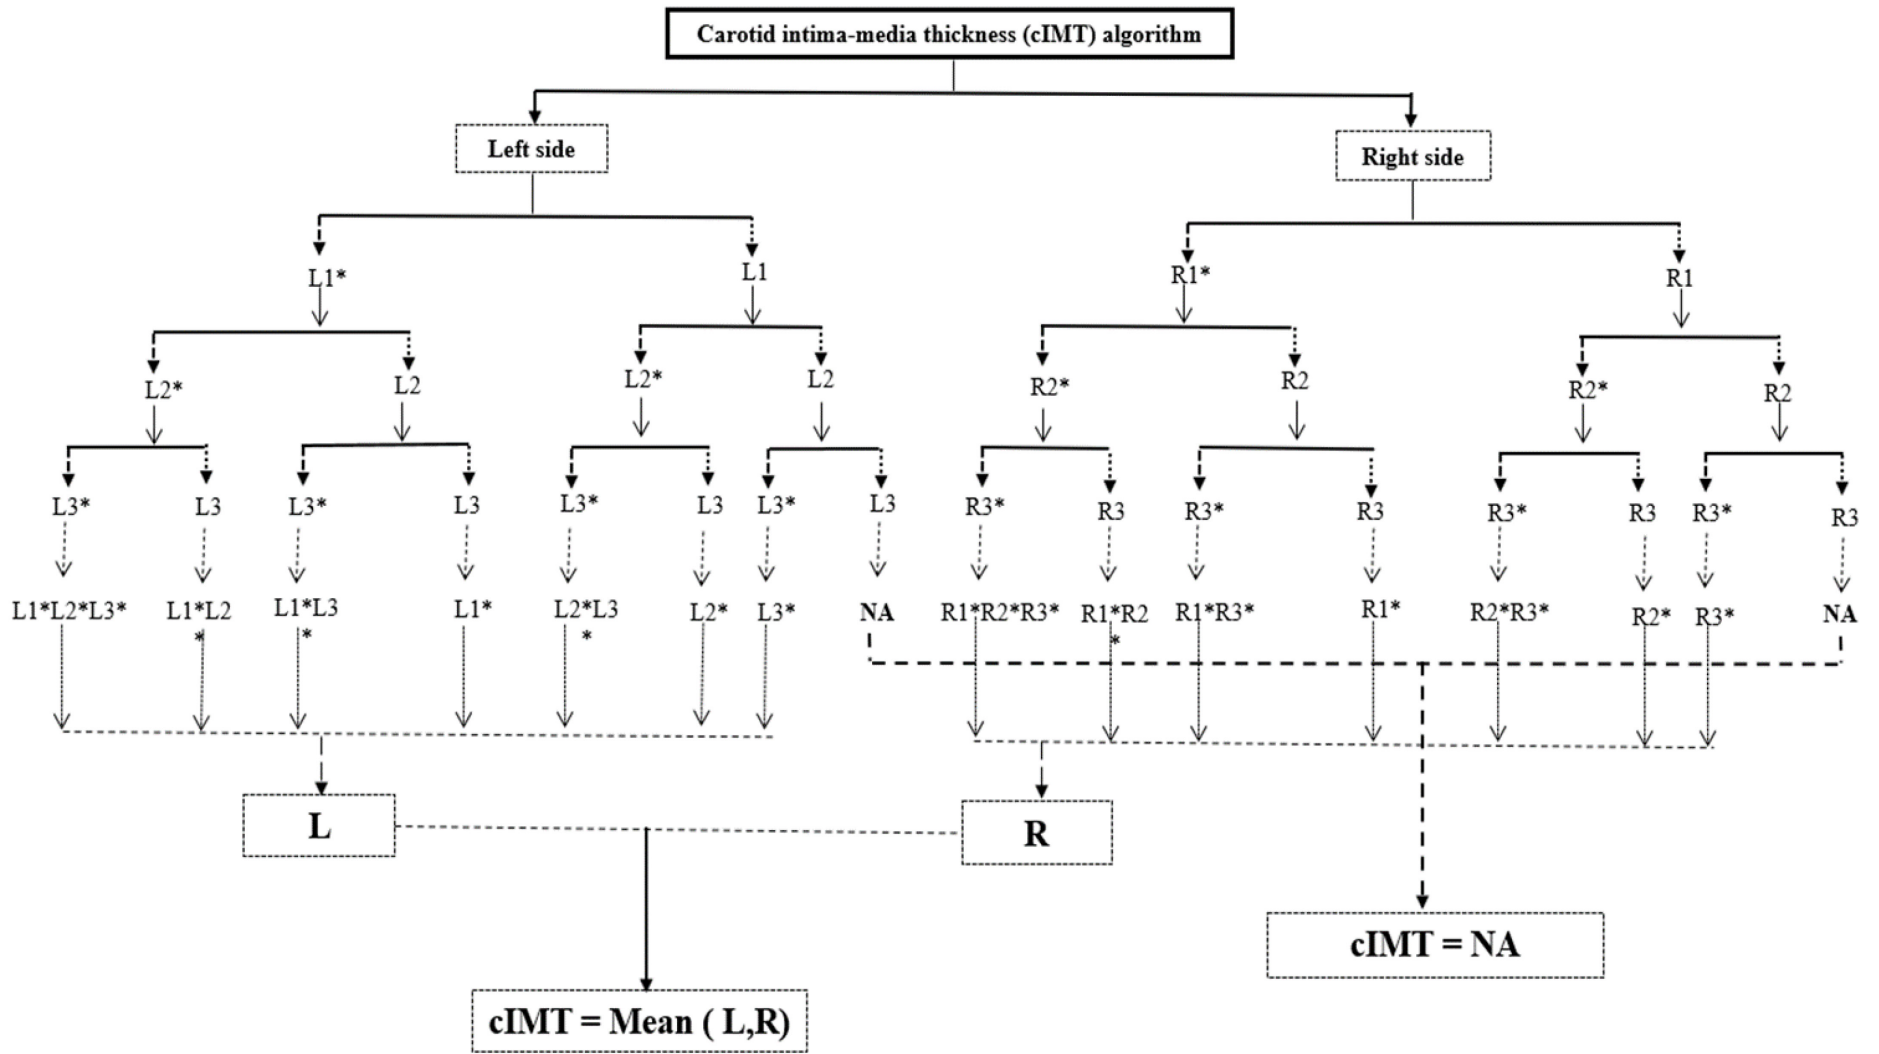 Carotid intima-media thickness (cIMT) algorithm
Left side
Right side
L1*
L1
R1*
R1
L2*
L2
L2*
L2
R2*
R2
R2*
R2
L3*
L3
L3*
L3
L3*
L3
L3*
L3
R3*
R3
R3*
R3
R3*
R3
R3*
R3
L1*L2*L3*
L1*L2
*
L1*L3
*
L1*
L2*L3
*
L2*
L3*
NA
R1*R2*R3*
R1*R2
*
R1*R3*
R1*
R2*R3*
R2*
R3*
NA
L
R
cIMT = NA
cIMT = Mean ( L,R)